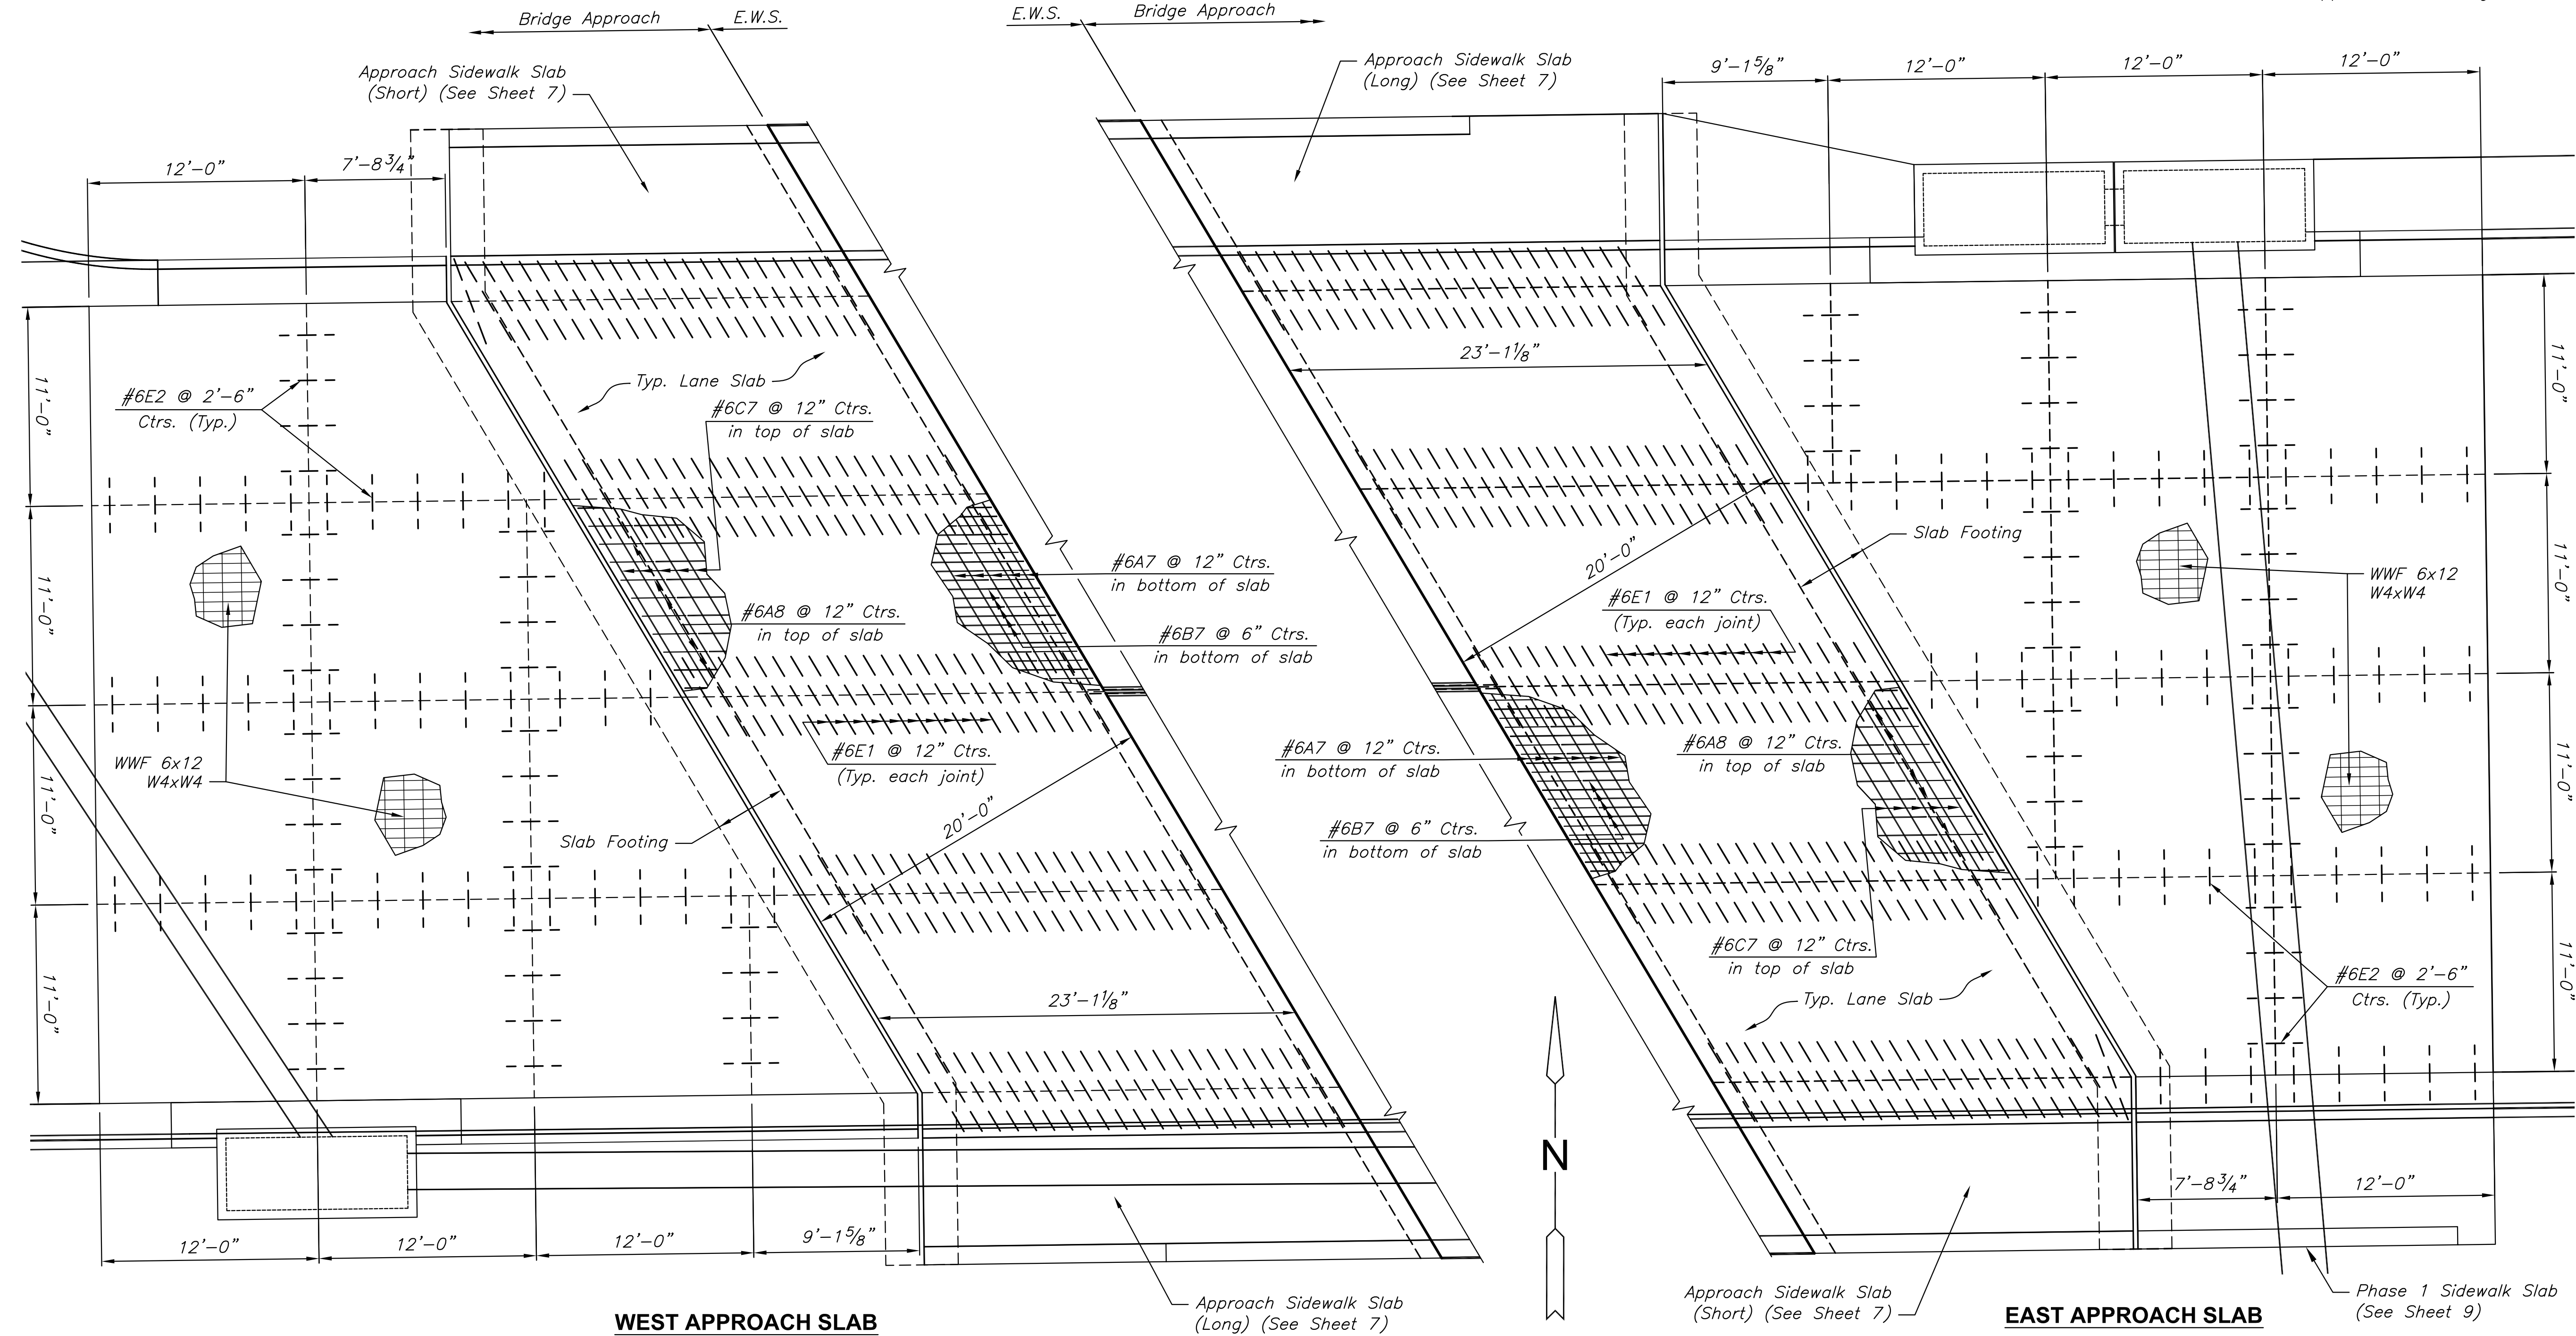 Bridge Approach
E.W.S.
E.W.S.
Bridge Approach
Approach Sidewalk Slab
(Short) (See Sheet 7)
Approach Sidewalk Slab
(Long) (See Sheet 7)
9'-1 5/8"
12'-0"
12'-0"
12'-0"
12'-0"
7'-8 3/4"
11'-0"
11'-0"
11'-0"
11'-0"
#6E2 @ 2'-6"
Ctrs. (Typ.)
Typ. Lane Slab
#6C7 @ 12" Ctrs.
in top of slab
#6A7 @ 12" Ctrs.
in bottom of slab
#6A8 @ 12" Ctrs.
in top of slab
#6B7 @ 6" Ctrs.
in bottom of slab
#6E1 @ 12" Ctrs.
(Typ. each joint)
WWF 6x12
W4xW4
Slab Footing
20'-0"
23'-1 1/8"
12'-0"
12'-0"
12'-0"
9'-1 5/8"
Approach Sidewalk Slab
(Long) (See Sheet 7)
WEST APPROACH SLAB
N
23'-1 1/8"
20'-0"
Slab Footing
#6E1 @ 12" Ctrs.
(Typ. each joint)
WWF 6x12
W4xW4
#6A7 @ 12" Ctrs.
in bottom of slab
#6A8 @ 12" Ctrs.
in top of slab
#6B7 @ 6" Ctrs.
in bottom of slab
#6C7 @ 12" Ctrs.
in top of slab
Typ. Lane Slab
#6E2 @ 2'-6"
Ctrs. (Typ.)
11'-0"
11'-0"
11'-0"
11'-0"
7'-8 3/4"
12'-0"
Approach Sidewalk Slab
(Short) (See Sheet 7)
Phase 1 Sidewalk Slab
(See Sheet 9)
EAST APPROACH SLAB